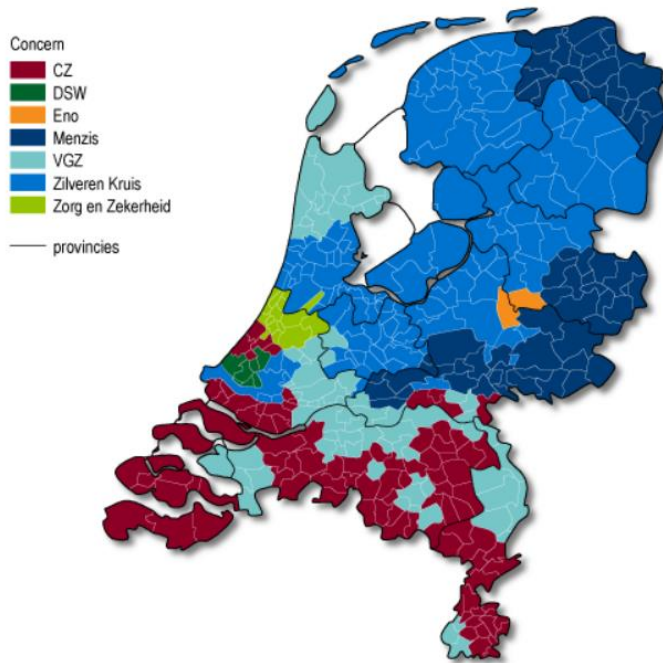 Concern
CZ
DSW
Eno
Menzis
VGZ
Zilveren Kruis
Zorg en Zekerheid
provincies